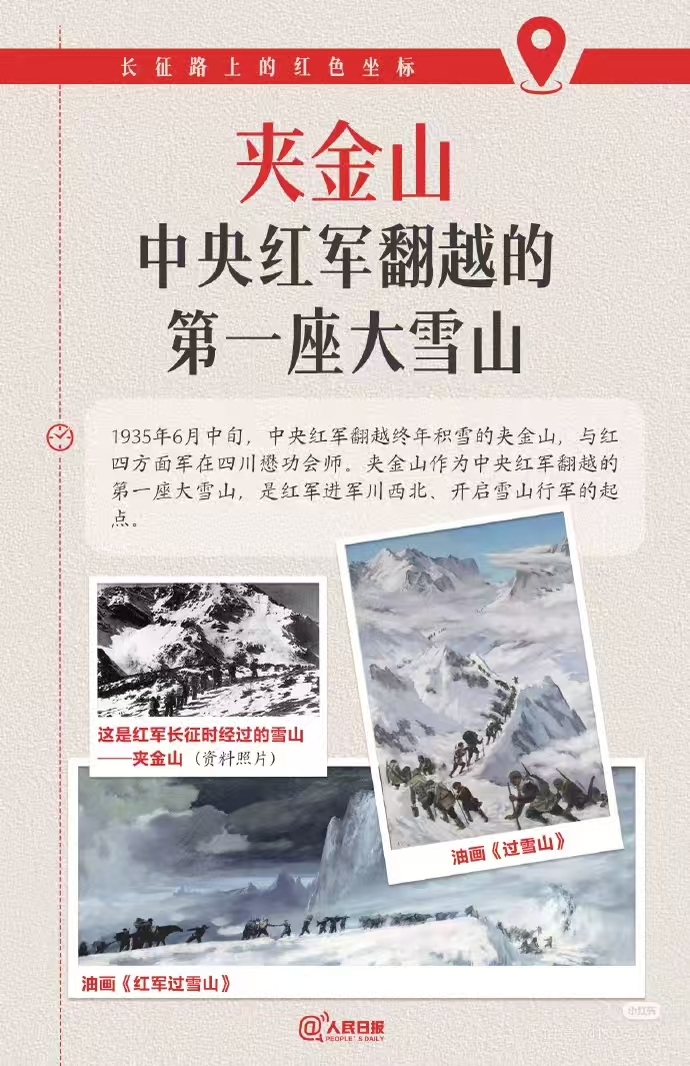 长征路上的红色坐标
夹金山
中央红军翻越的
第一座大雪山
1935年6月中旬，中央红军翻越终年积雪的夹金山，与红
四方面军在四川懋功会师。夹金山作为中央红军翻越的
第一座大雪山，是红军进军川西北、开启雪山行军的起
点。
这是红军长征时经过的雪山
——夹金山（资料照片）
油画《过雪山》
油画《红军过雪山》
@人民日报
PEOPLE'S DAILY
小红书